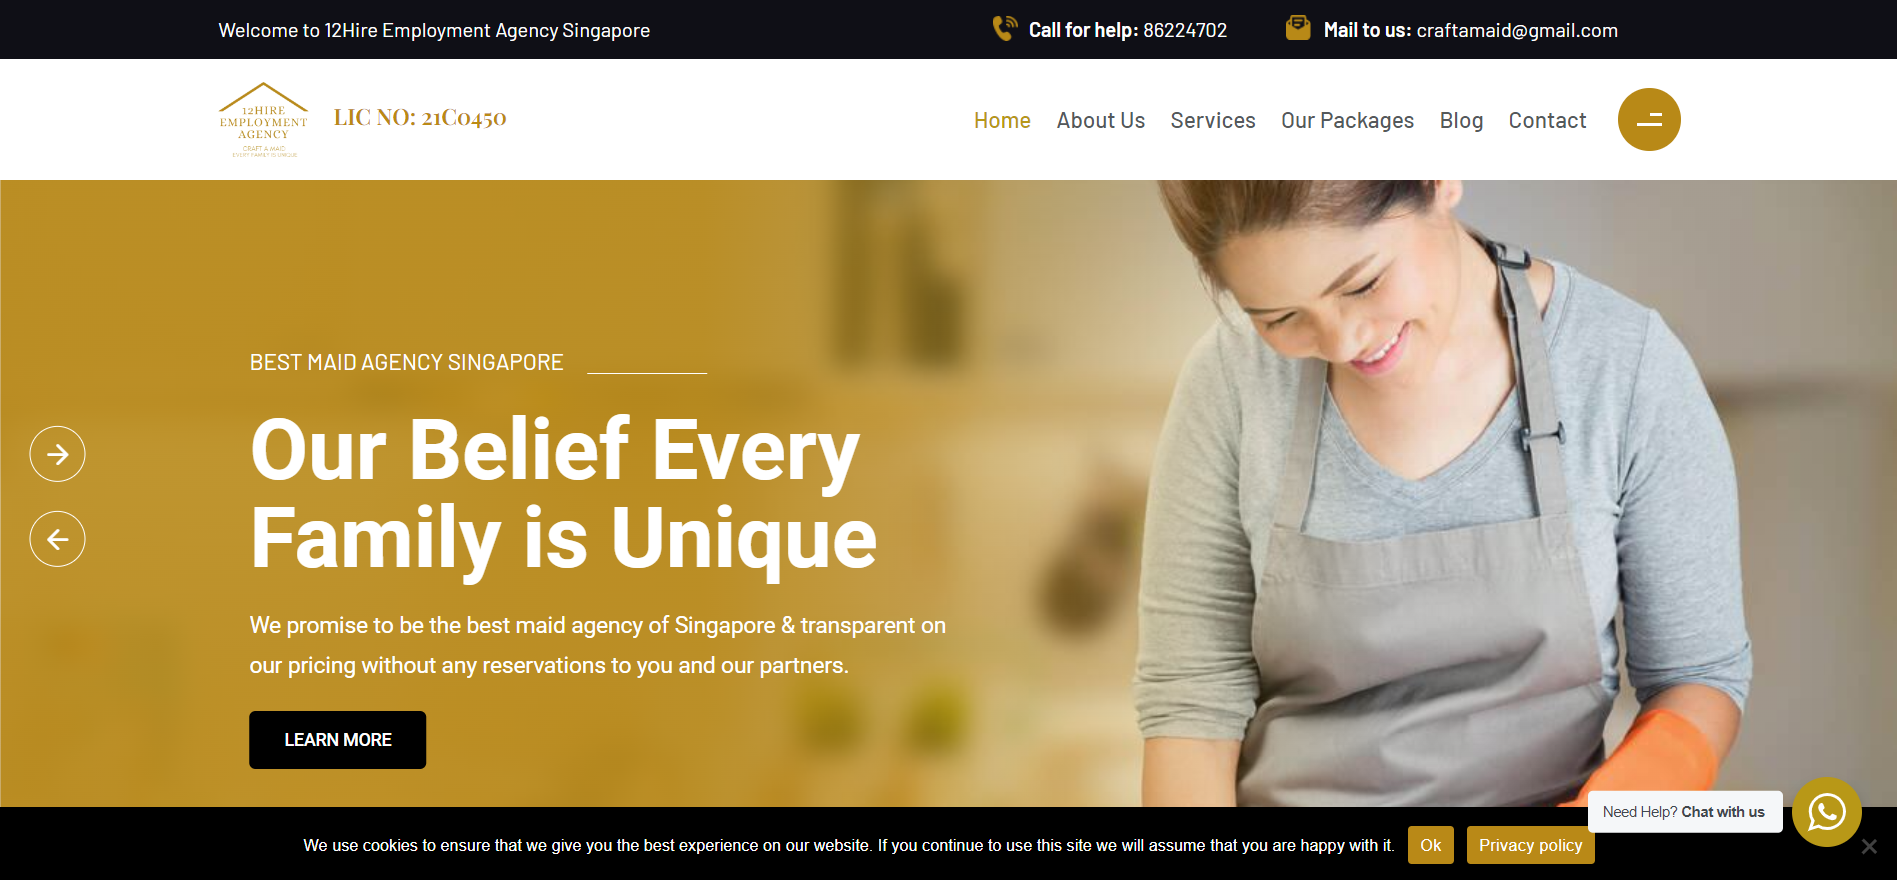 Welcome to 12Hire Employment Agency Singapore
Call for help: 86224702
Mail to us: craftamaid@gmail.com
12HIRE
EMPLOYMENT
AGENCY
CRAFT A MAID:
EVERY FAMILY IS UNIQUE
LIC NO: 21C0450
Home
About Us
Services
Our Packages
Blog
Contact
BEST MAID AGENCY SINGAPORE
Our Belief Every
Family is Unique
We promise to be the best maid agency of Singapore & transparent on
our pricing without any reservations to you and our partners.
LEARN MORE
Need Help? Chat with us
We use cookies to ensure that we give you the best experience on our website. If you continue to use this site we will assume that you are happy with it.
Ok
Privacy policy